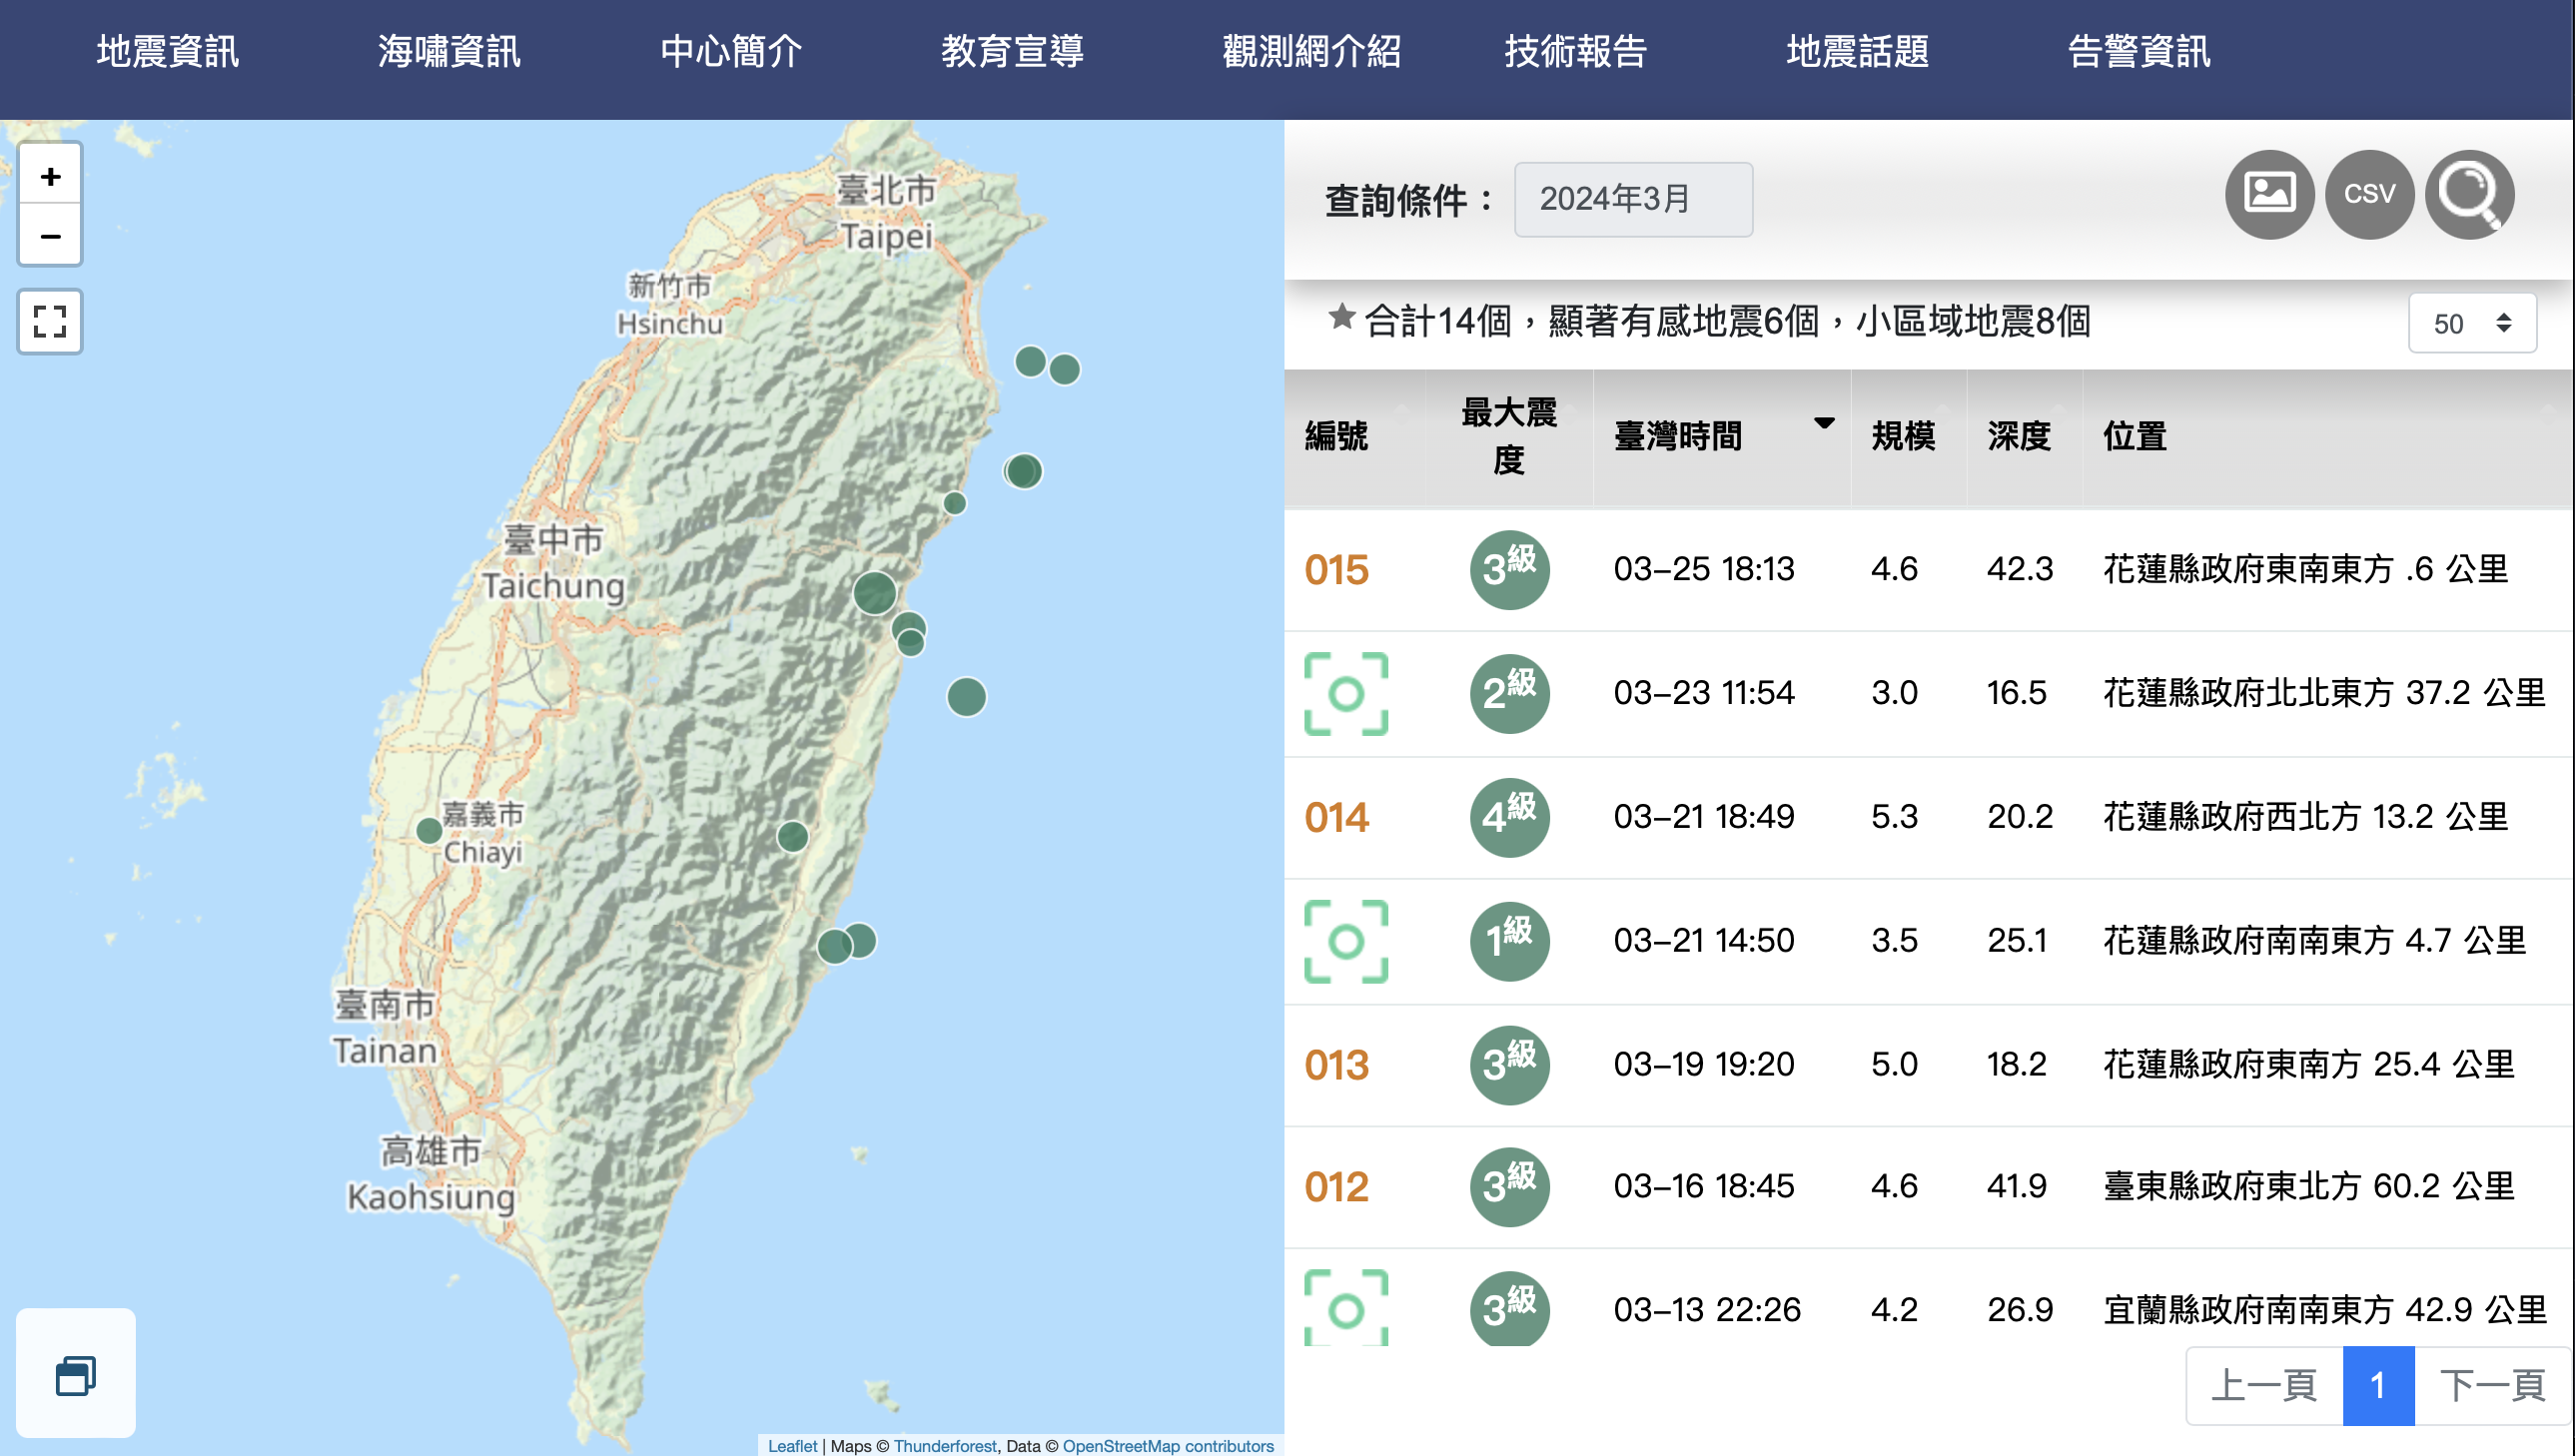 地震資訊 海嘯資訊 中心簡介 教育宣導 觀測網介紹 技術報告 地震話題 告警資訊
+
−
臺北市
Taipei
新竹市
Hsinchu
臺中市
Taichung
嘉義市
Chiayi
臺南市
Tainan
高雄市
Kaohsiung
Leaflet | Maps © Thunderforest, Data © OpenStreetMap contributors
查詢條件： 2024年3月 CSV
★合計14個，顯著有感地震6個，小區域地震8個 50
編號 最大震度 臺灣時間 規模 深度 位置
015 3級 03-25 18:13 4.6 42.3 花蓮縣政府東南東方 .6 公里
2級 03-23 11:54 3.0 16.5 花蓮縣政府北北東方 37.2 公里
014 4級 03-21 18:49 5.3 20.2 花蓮縣政府西北方 13.2 公里
1級 03-21 14:50 3.5 25.1 花蓮縣政府南南東方 4.7 公里
013 3級 03-19 19:20 5.0 18.2 花蓮縣政府東南方 25.4 公里
012 3級 03-16 18:45 4.6 41.9 臺東縣政府東北方 60.2 公里
3級 03-13 22:26 4.2 26.9 宜蘭縣政府南南東方 42.9 公里
上一頁 1 下一頁